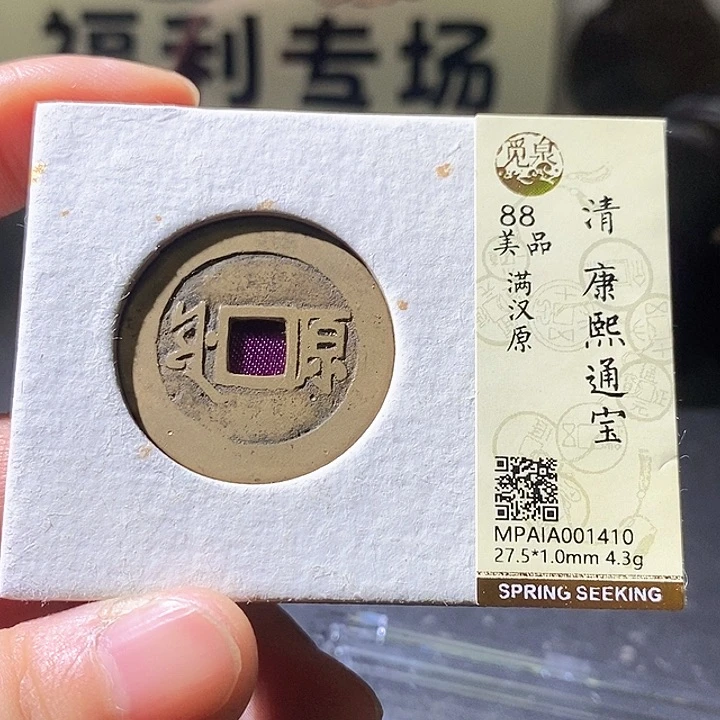 福利专场
觅泉
88
美品
满汉原
清 康熙通宝
原
MPAIA001410
27.5*1.0mm 4.3g
SPRING SEEKING